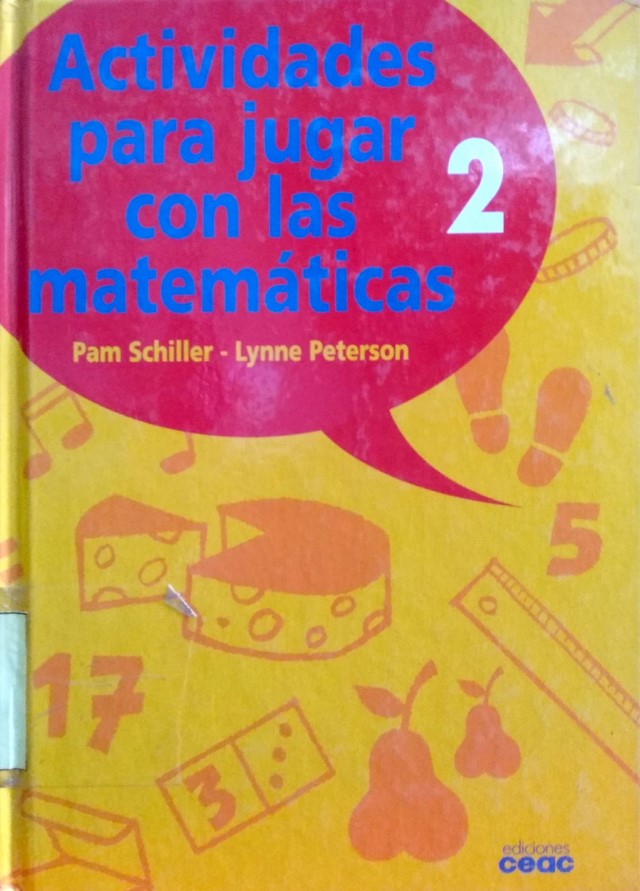 Actividades
para jugar
con las
matemáticas
2
Pam Schiller - Lynne Peterson
5
17
3
ediciones
ceac